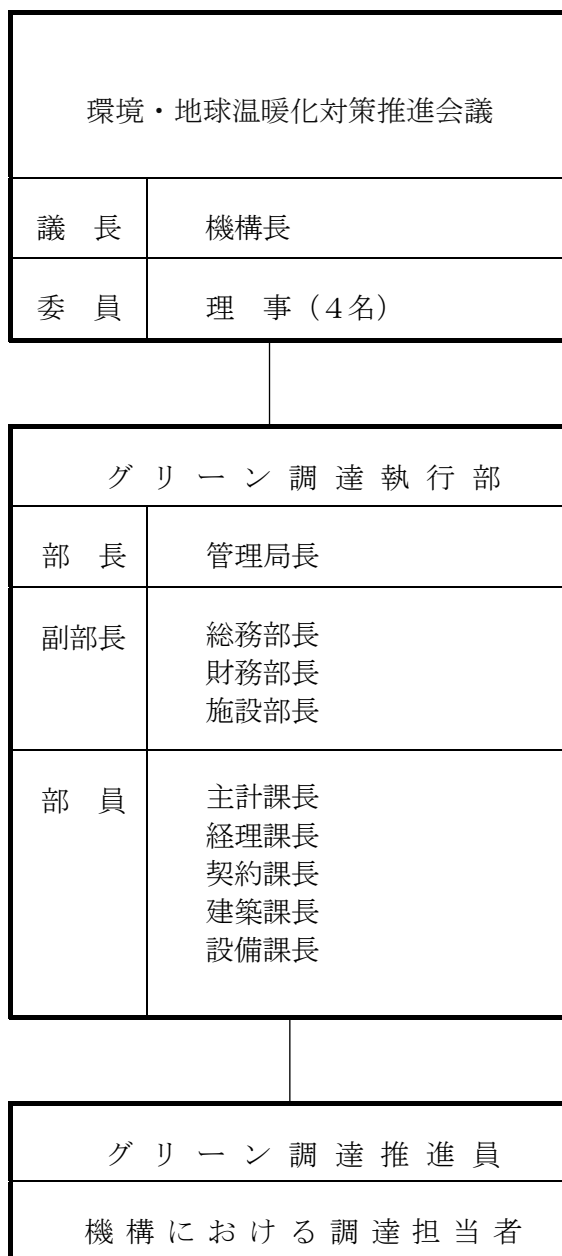 環境・地球温暖化対策推進会議
議　長　機構長
委　員　理　事（４名）
グリーン調達執行部
部　長　管理局長
副部長　総務部長
財務部長
施設部長
部　員　主計課長
経理課長
契約課長
建築課長
設備課長
グリーン調達推進員
機構における調達担当者